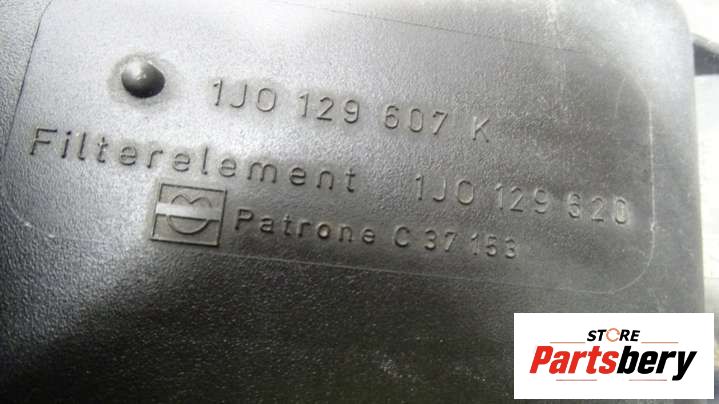 1J0 129 607 K
Filterelement 1J0 129 620
Patrone C 37 153
STORE
Partsbery